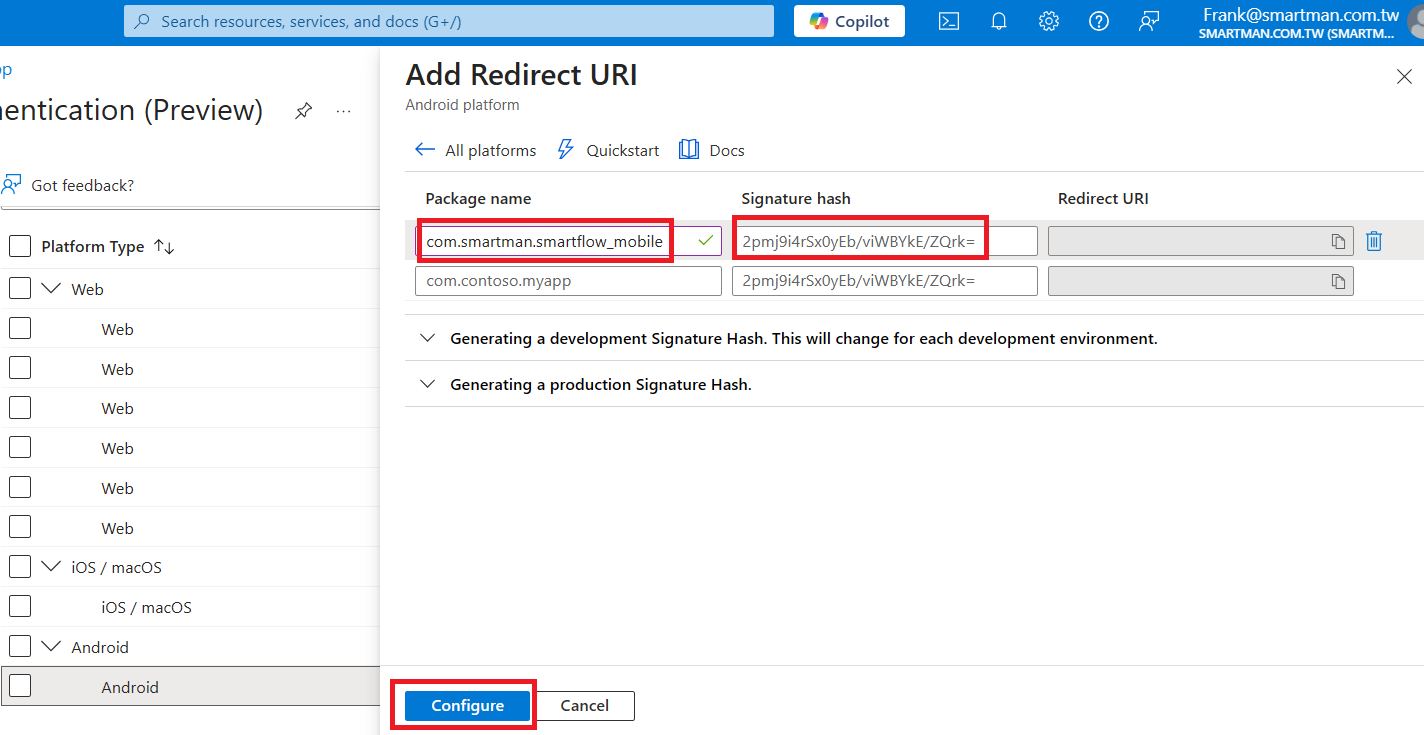 Search resources, services, and docs (G+/)
Copilot
Frank@smartman.com.tw
SMARTMAN.COM.TW (SMARTM...
Add Redirect URI
Android platform
All platforms
Quickstart
Docs
entication (Preview)
...
Got feedback?
Platform Type
Web
Web
Web
Web
Web
Web
Web
iOS / macOS
iOS / macOS
Android
Android
Package name
Signature hash
Redirect URI
com.smartman.smartflow_mobile
2pmj9i4rSx0yEb/viWBYkE/ZQrk=
com.contoso.myapp
2pmj9i4rSx0yEb/viWBYkE/ZQrk=
Generating a development Signature Hash. This will change for each development environment.
Generating a production Signature Hash.
Configure
Cancel